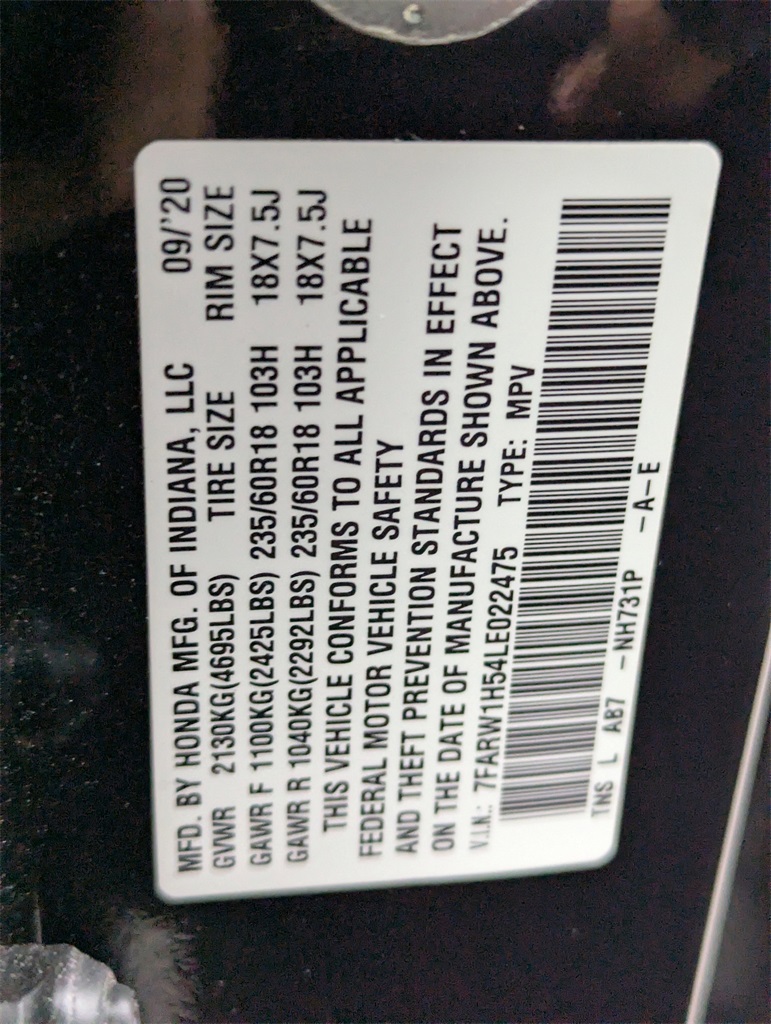 MFD. BY HONDA MFG. OF INDIANA, LLC 09/"20
GVWR 2130KG(4695LBS) TIRE SIZE RIM SIZE
GAWR F 1100KG(2425LBS) 235/60R18 103H 18X7.5J
GAWR R 1040KG(2292LBS) 235/60R18 103H 18X7.5J
THIS VEHICLE CONFORMS TO ALL APPLICABLE
FEDERAL MOTOR VEHICLE SAFETY
AND THEFT PREVENTION STANDARDS IN EFFECT
ON THE DATE OF MANUFACTURE SHOWN ABOVE.
V.I.N.: 7FARW1H54LE022475 TYPE: MPV
TNS L AB7 -NH731P -A-E